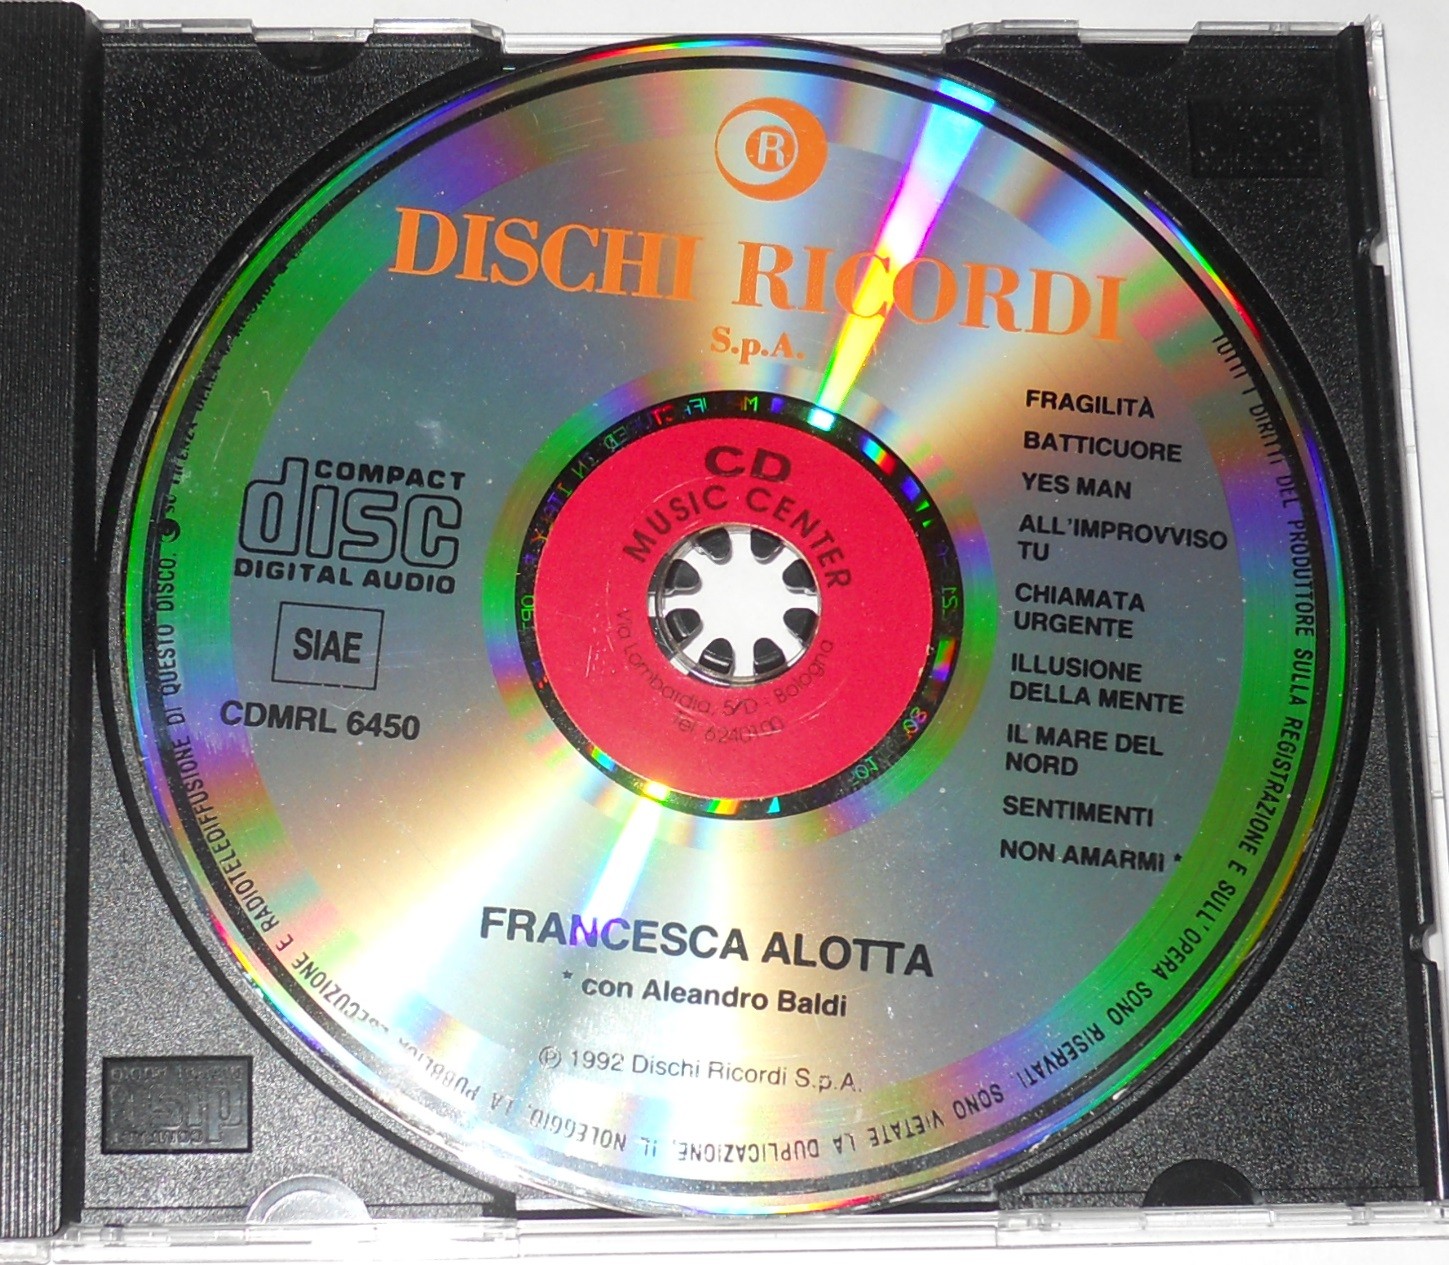 R
DISCHI RICORDI
S.p.A.
COMPACT
disc
DIGITAL AUDIO
SIAE
CDMRL 6450
FRAGILITÀ
BATTICUORE
YES MAN
ALL'IMPROVVISO
TU
CHIAMATA
URGENTE
ILLUSIONE
DELLA MENTE
IL MARE DEL
NORD
SENTIMENTI
NON AMARMI *
CD
MUSIC CENTER
Via Lombardia, 5/D - Bologna
Tel.
FRANCESCA ALOTTA
* con Aleandro Baldi
℗ 1992 Dischi Ricordi S.p.A.
TUTTI I DIRITTI DEL PRODUTTORE SULLA REGISTRAZIONE E SULL'OPERA SONO RISERVATI. SONO VIETATE LA DUPLICAZIONE, IL NOLEGGIO, LA PUBBLICA ESECUZIONE E RADIOTELEDIFFUSIONE DI QUESTO DISCO.